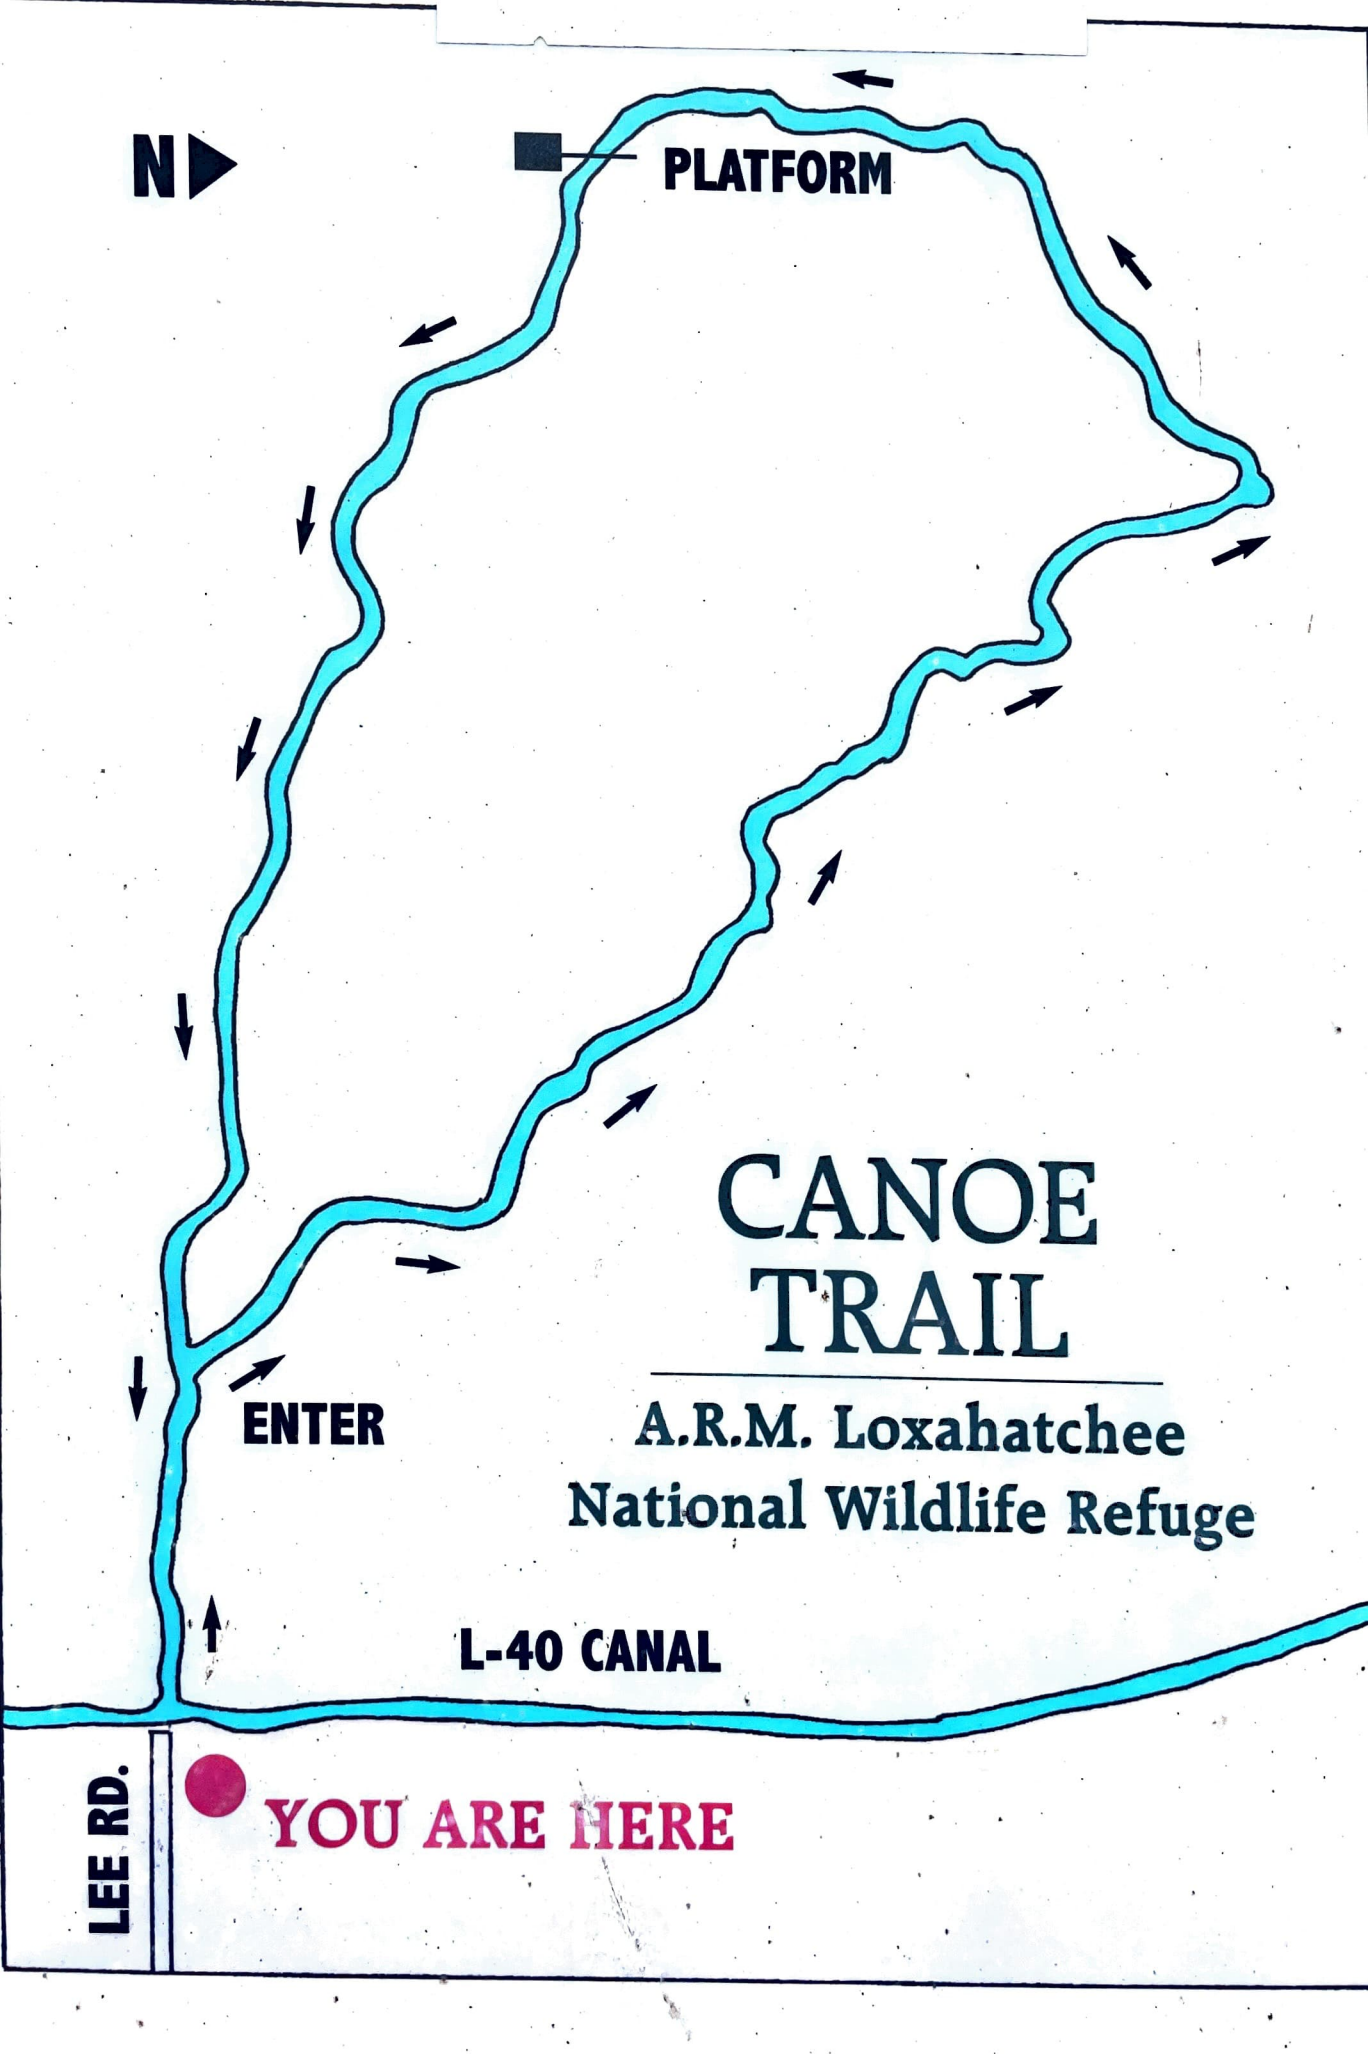 N
PLATFORM
CANOE
TRAIL
A.R.M. Loxahatchee
National Wildlife Refuge
ENTER
L-40 CANAL
LEE RD.
YOU ARE HERE